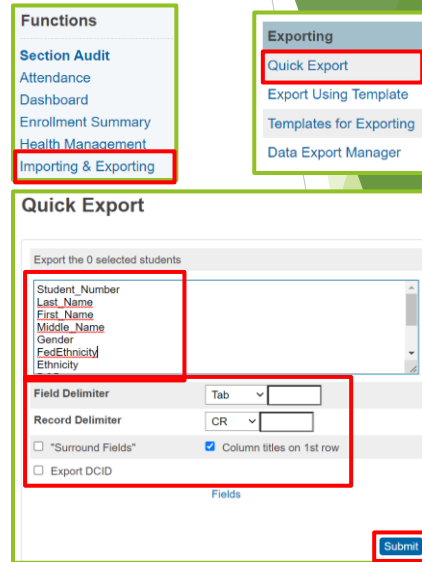 Functions
Section Audit
Attendance
Dashboard
Enrollment Summary
Health Management
Importing & Exporting
Exporting
Quick Export
Export Using Template
Templates for Exporting
Data Export Manager
Quick Export
Export the 0 selected students
Student_Number
Last_Name
First_Name
Middle_Name
Gender
FedEthnicity
Ethnicity
Field Delimiter Tab
Record Delimiter CR
"Surround Fields" Column titles on 1st row
Export DCID
Fields
Submit